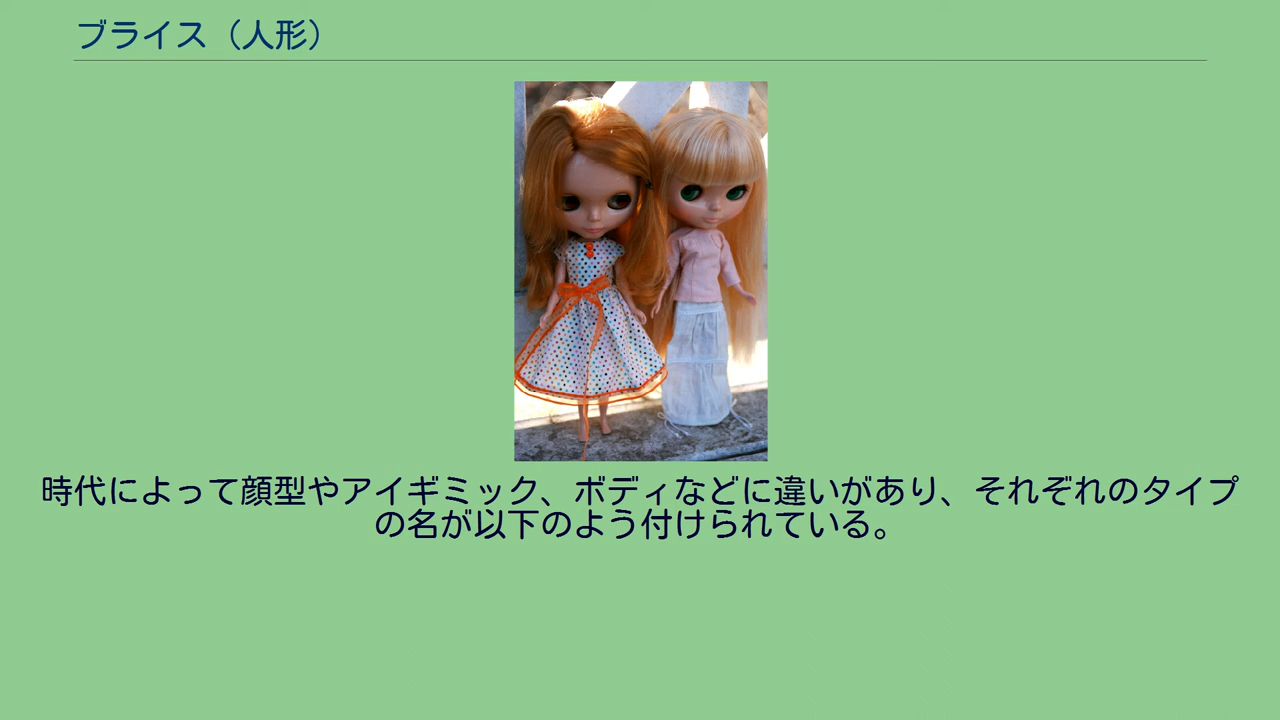 ブライス（人形）
時代によって顔型やアイギミック、ボディなどに違いがあり、それぞれのタイプ
の名が以下のよう付けられている。